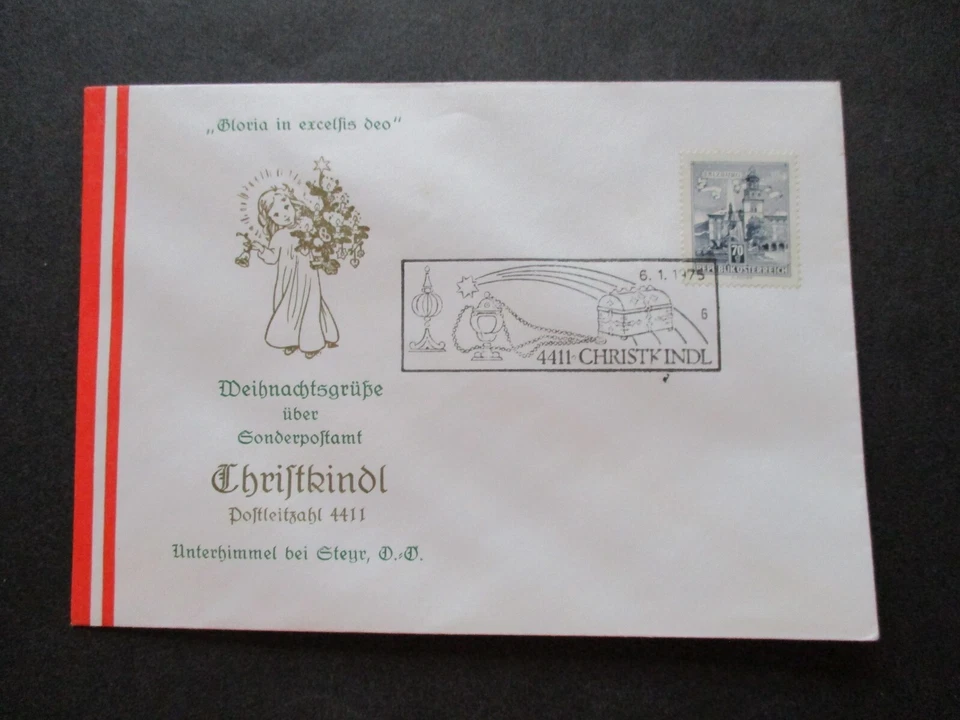 „Gloria in excelsis deo“
Weihnachtsgrüße
über
Sonderpostamt
Christkindl
Postleitzahl 4411
Unterhimmel bei Steyr, O.-Ö.
70
REPUBLIK ÖSTERREICH
6.1.1975
6
4411 CHRISTKINDL